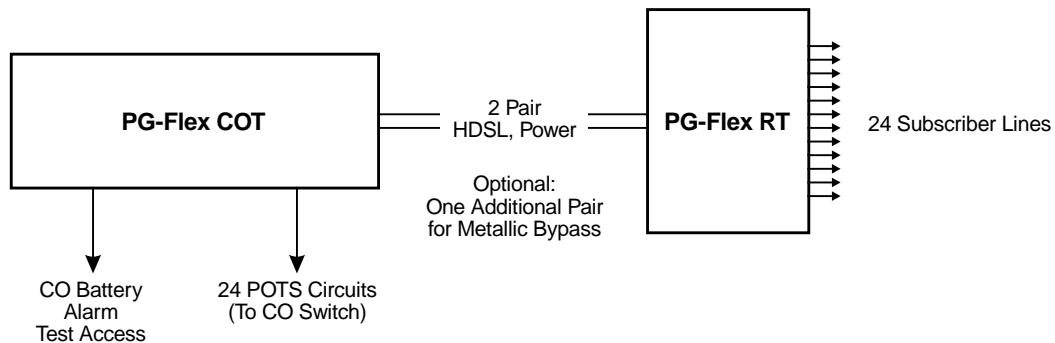 PG-Flex COT
2 Pair
HDSL, Power
Optional:
One Additional Pair
for Metallic Bypass
PG-Flex RT
24 Subscriber Lines
CO Battery
Alarm
Test Access
24 POTS Circuits
(To CO Switch)